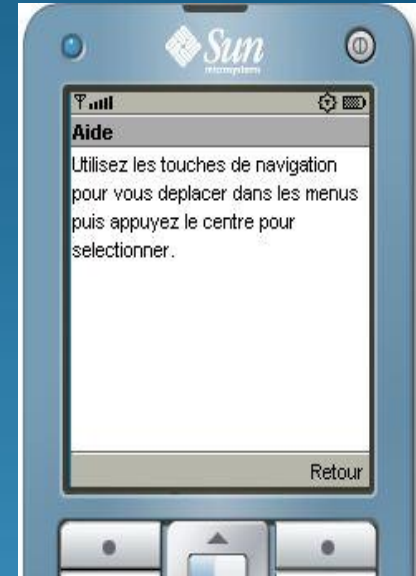 Sun
microsystems
Aide
Utilisez les touches de navigation
pour vous deplacer dans les menus
puis appuyez le centre pour
selectionner.
Retour